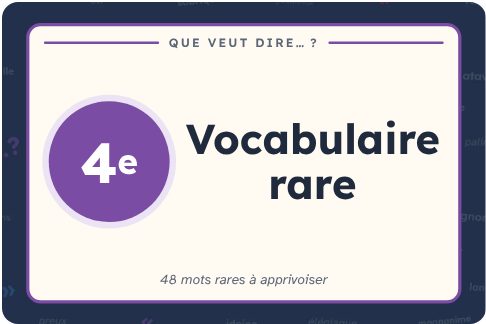 QUE VEUT DIRE… ?
4e
Vocabulaire
rare
48 mots rares à apprivoiser